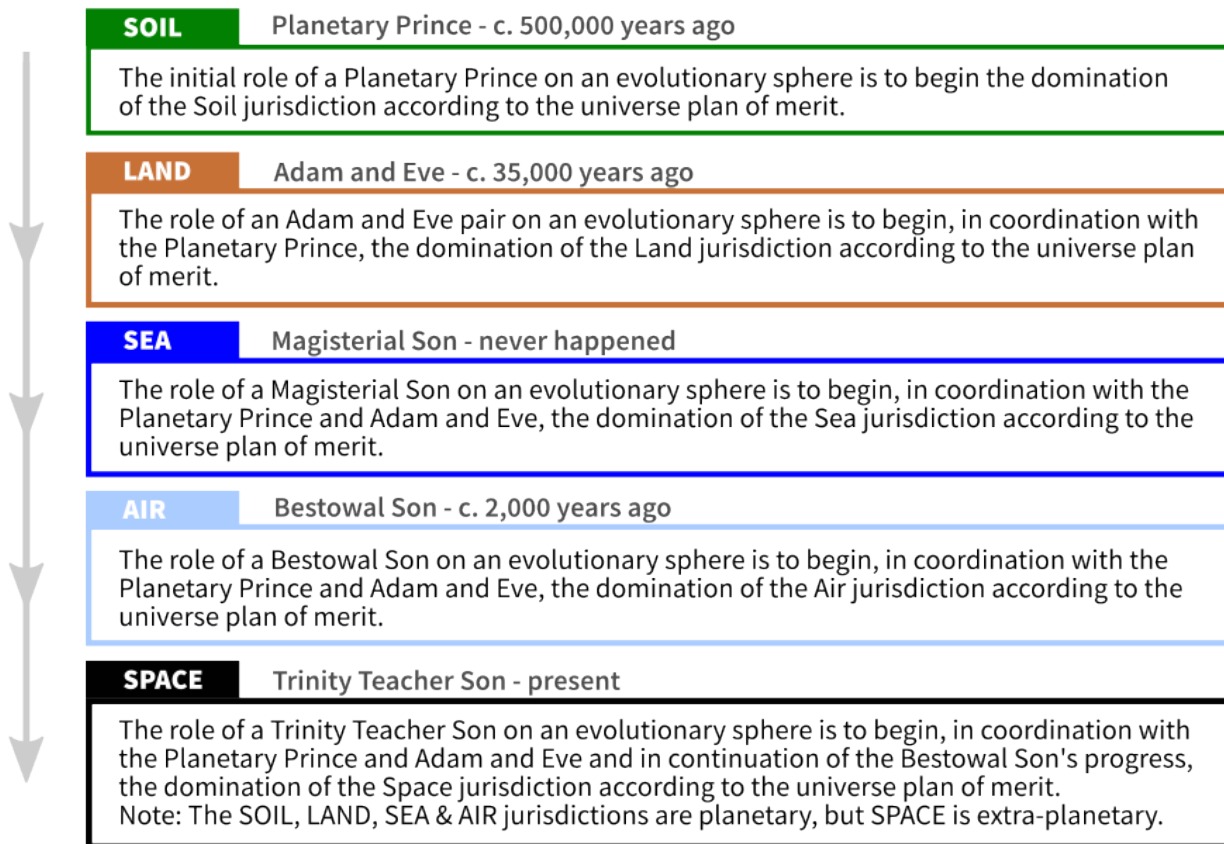 SOIL Planetary Prince - c. 500,000 years ago
The initial role of a Planetary Prince on an evolutionary sphere is to begin the domination
of the Soil jurisdiction according to the universe plan of merit.
LAND Adam and Eve - c. 35,000 years ago
The role of an Adam and Eve pair on an evolutionary sphere is to begin, in coordination with
the Planetary Prince, the domination of the Land jurisdiction according to the universe plan
of merit.
SEA Magisterial Son - never happened
The role of a Magisterial Son on an evolutionary sphere is to begin, in coordination with the
Planetary Prince and Adam and Eve, the domination of the Sea jurisdiction according to the
universe plan of merit.
AIR Bestowal Son - c. 2,000 years ago
The role of a Bestowal Son on an evolutionary sphere is to begin, in coordination with the
Planetary Prince and Adam and Eve, the domination of the Air jurisdiction according to the
universe plan of merit.
SPACE Trinity Teacher Son - present
The role of a Trinity Teacher Son on an evolutionary sphere is to begin, in coordination with
the Planetary Prince and Adam and Eve and in continuation of the Bestowal Son's progress,
the domination of the Space jurisdiction according to the universe plan of merit.
Note: The SOIL, LAND, SEA & AIR jurisdictions are planetary, but SPACE is extra-planetary.